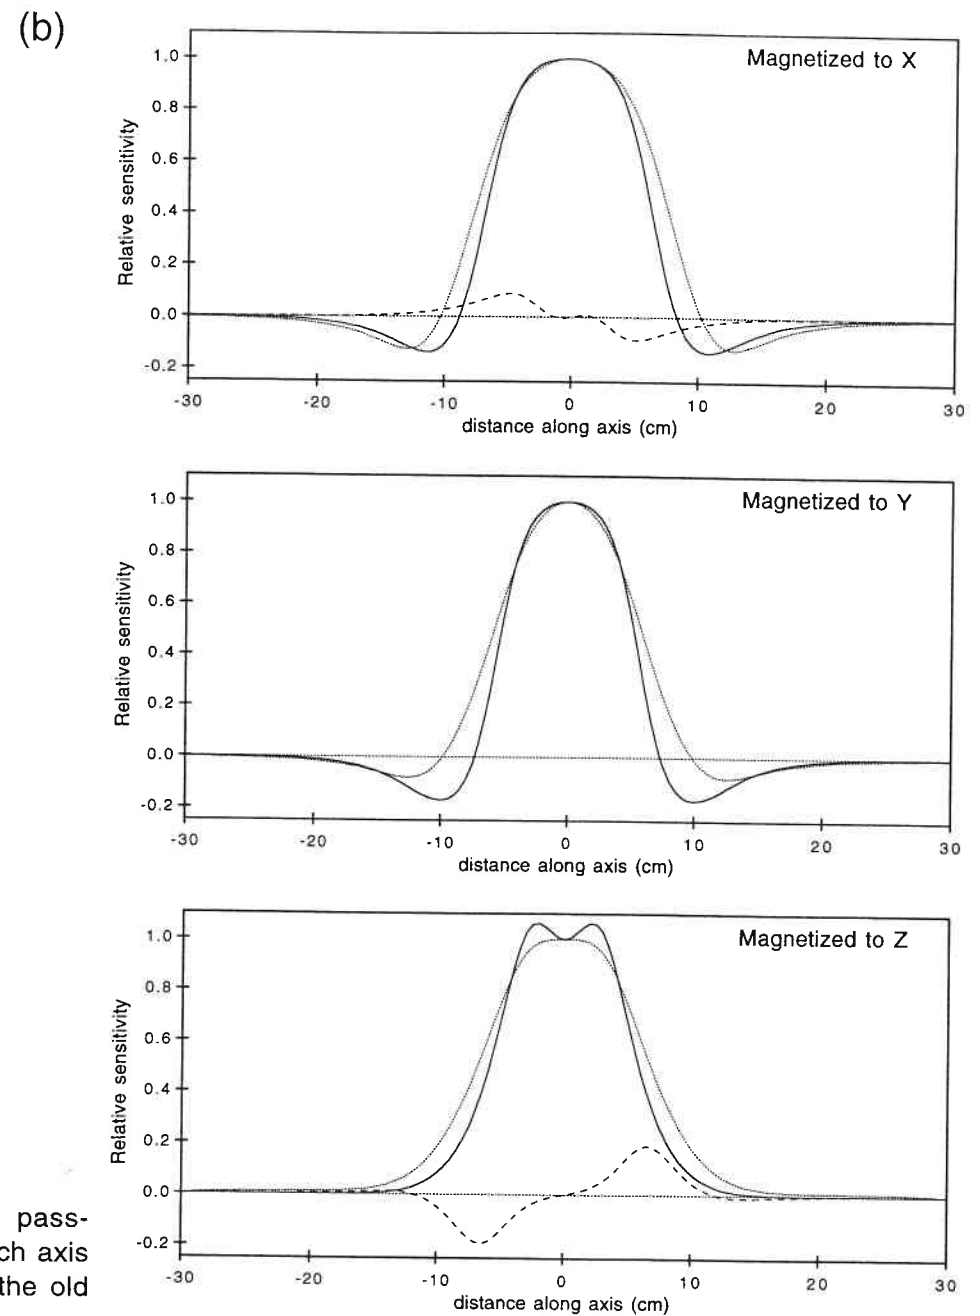 (b)
Magnetized to X
Relative sensitivity
1.0
0.8
0.6
0.4
0.2
0.0
-0.2
-30 -20 -10 0 10 20 30
distance along axis (cm)
Magnetized to Y
Relative sensitivity
1.0
0.8
0.6
0.4
0.2
0.0
-0.2
-30 -20 -10 0 10 20 30
distance along axis (cm)
Magnetized to Z
Relative sensitivity
1.0
0.8
0.6
0.4
0.2
0.0
-0.2
-30 -20 -10 0 10 20 30
distance along axis (cm)
pass-
ch axis
the old